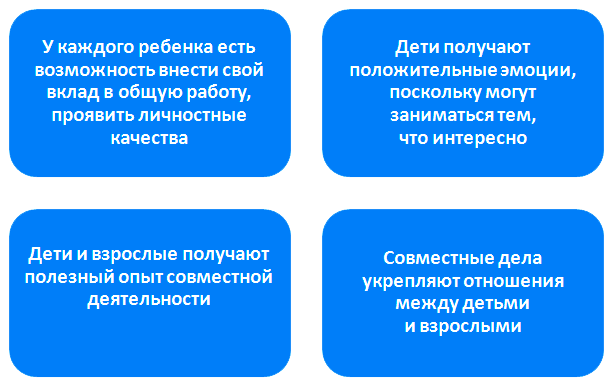 У каждого ребенка есть
возможность внести свой
вклад в общую работу,
проявить личностные
качества
Дети получают
положительные эмоции,
поскольку могут
заниматься тем,
что интересно
Дети и взрослые получают
полезный опыт совместной
деятельности
Совместные дела
укрепляют отношения
между детьми
и взрослыми